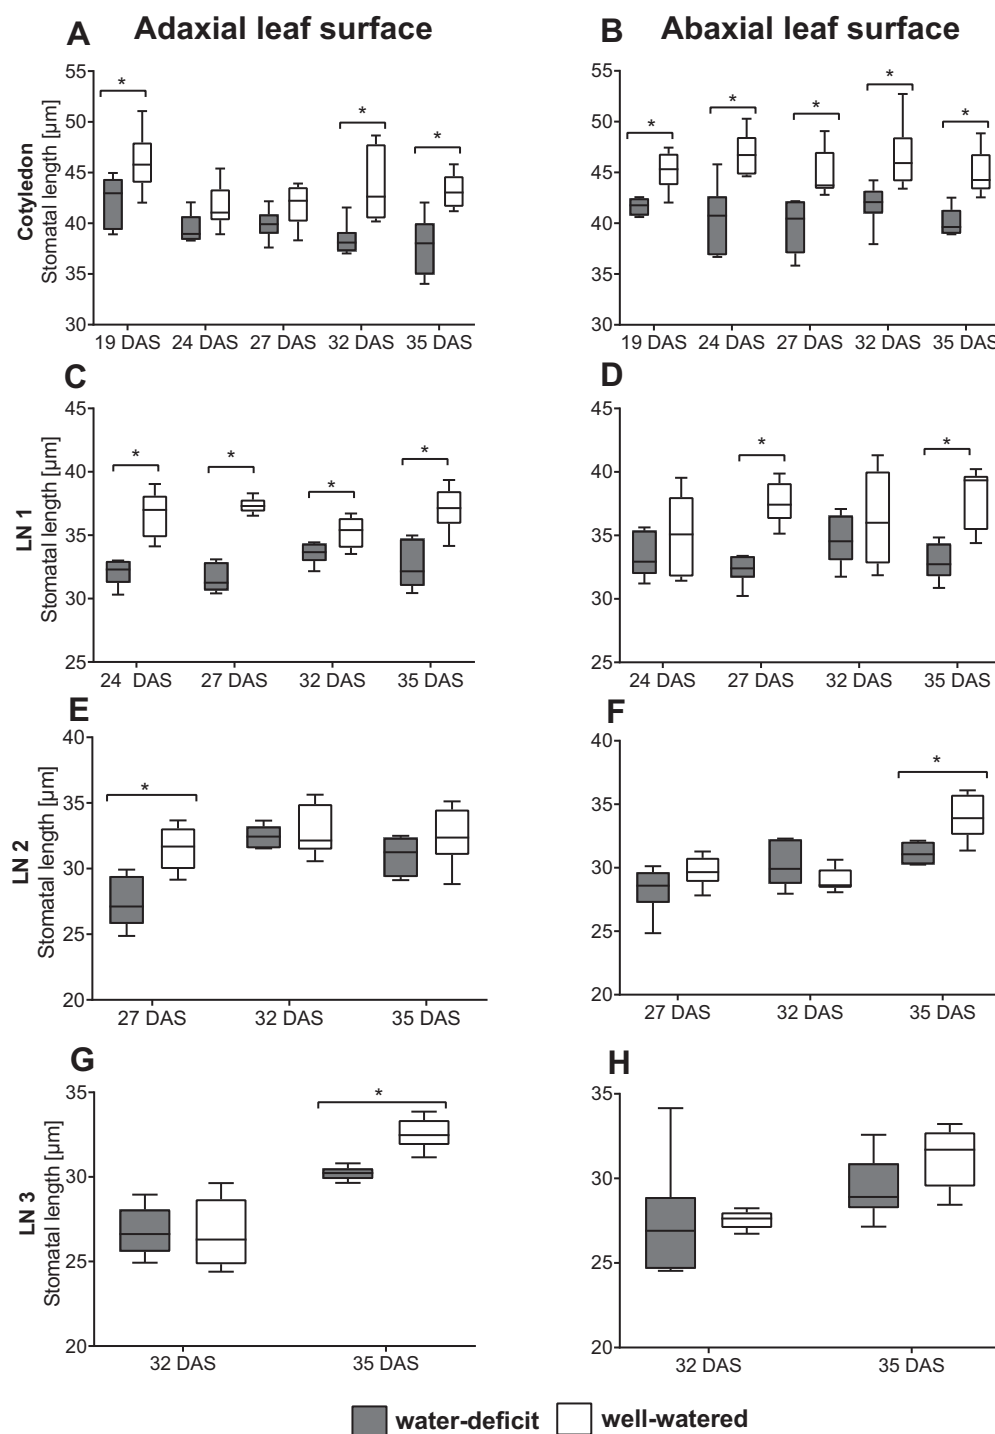 A Adaxial leaf surface
B Abaxial leaf surface
Cotyledon
Stomatal length [µm]
55
50
45
40
35
30
* * *
19 DAS 24 DAS 27 DAS 32 DAS 35 DAS
55
50
45
40
35
30
* * * * *
19 DAS 24 DAS 27 DAS 32 DAS 35 DAS
C
LN 1
Stomatal length [µm]
45
40
35
30
25
* * * *
24 DAS 27 DAS 32 DAS 35 DAS
D
45
40
35
30
25
* *
24 DAS 27 DAS 32 DAS 35 DAS
E
LN 2
Stomatal length [µm]
40
35
30
25
20
*
27 DAS 32 DAS 35 DAS
F
40
35
30
25
20
*
27 DAS 32 DAS 35 DAS
G
LN 3
Stomatal length [µm]
35
30
25
20
*
32 DAS 35 DAS
H
35
30
25
20
32 DAS 35 DAS
water-deficit well-watered